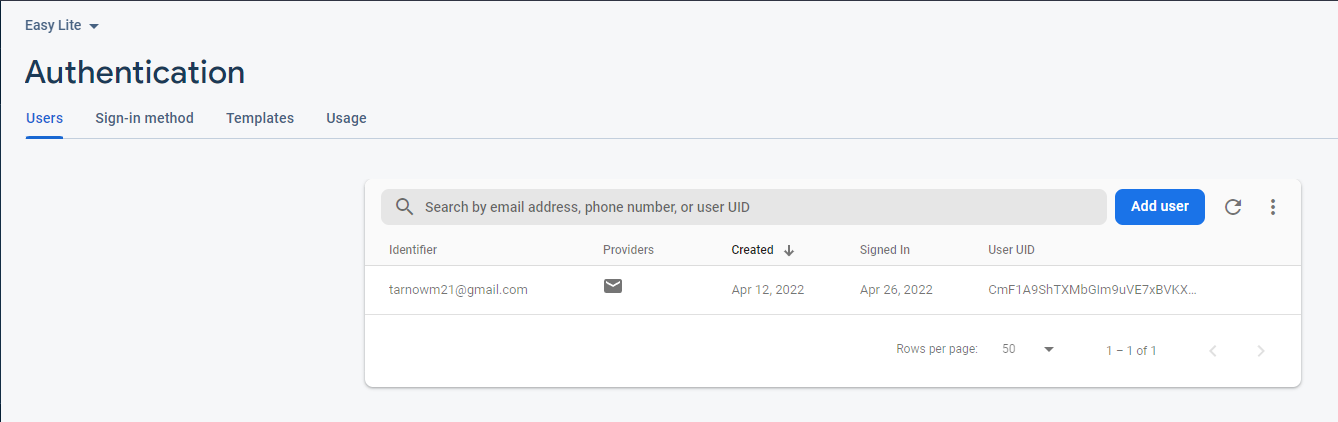 Easy Lite
Authentication
Users Sign-in method Templates Usage
Search by email address, phone number, or user UID Add user
Identifier Providers Created Signed In User UID
tarnowm21@gmail.com Apr 12, 2022 Apr 26, 2022 CmF1A9ShTXMbGIm9uVE7xBVKX...
Rows per page: 50 1 – 1 of 1